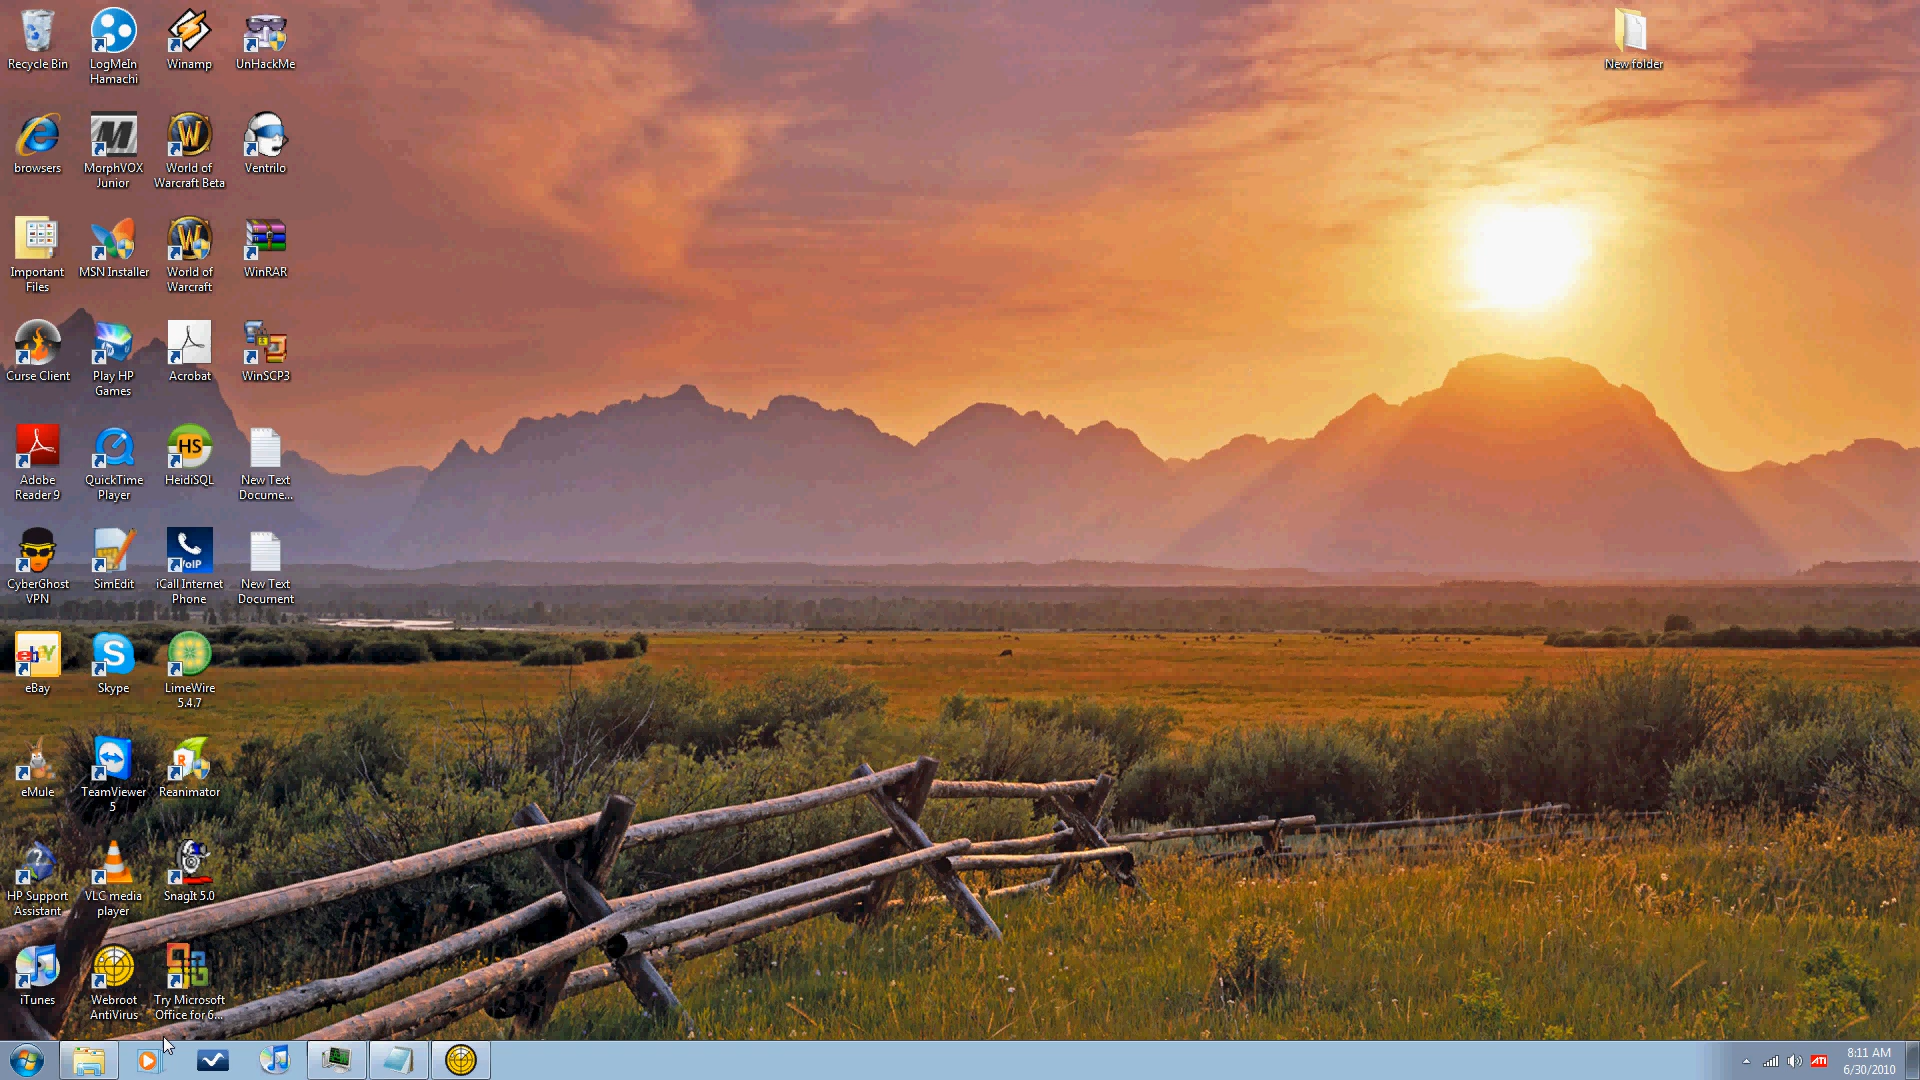 Recycle Bin
LogMeIn
Hamachi
Winamp
UnHackMe
New folder
browsers
MorphVOX
Junior
World of
Warcraft Beta
Ventrilo
Important
Files
MSN Installer
World of
Warcraft
WinRAR
Curse Client
Play HP
Games
Acrobat
WinSCP3
Adobe
Reader 9
QuickTime
Player
HS
HeidiSQL
New Text
Docume...
CyberGhost
VPN
SimEdit
VoIP
iCall Internet
Phone
New Text
Document
ebY
eBay
Skype
LimeWire
5.4.7
eMule
TeamViewer
5
Reanimator
HP Support
Assistant
VLC media
player
SnagIt 5.0
iTunes
Webroot
AntiVirus
Try Microsoft
Office for 6...
ATI
8:11 AM
6/30/2010